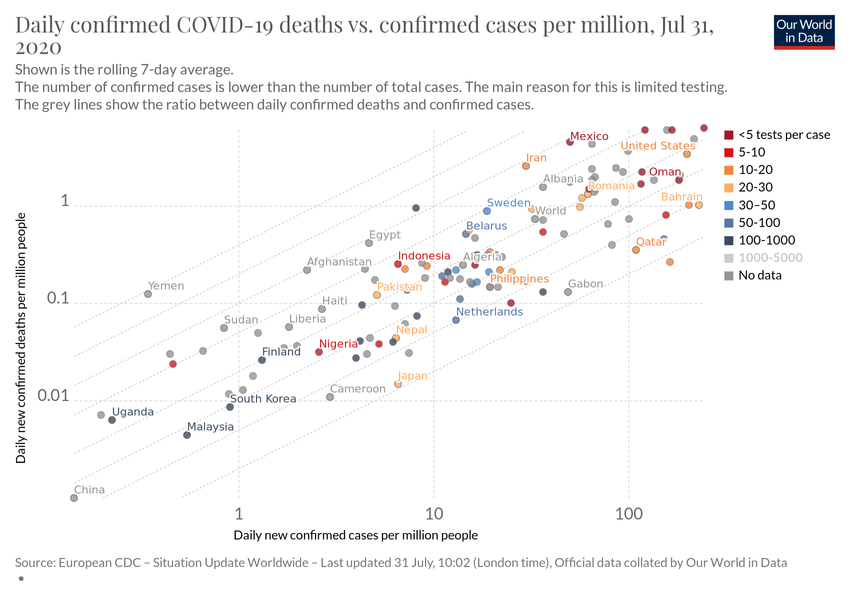 Daily confirmed COVID-19 deaths vs. confirmed cases per million, Jul 31,
2020
Our World
in Data
Shown is the rolling 7-day average.
The number of confirmed cases is lower than the number of total cases. The main reason for this is limited testing.
The grey lines show the ratio between daily confirmed deaths and confirmed cases.
Daily new confirmed deaths per million people
1
0.1
0.01
Mexico
United States
Iran
Oman
Albania
Romania
Bahrain
Sweden
World
Belarus
Egypt
Qatar
Indonesia
Algeria
Afghanistan
Philippines
Pakistan
Gabon
Yemen
Haiti
Netherlands
Sudan
Liberia
Nepal
Nigeria
Finland
Japan
Cameroon
South Korea
Uganda
Malaysia
China
<5 tests per case
5-10
10-20
20-30
30–50
50-100
100-1000
1000-5000
No data
1
10
100
Daily new confirmed cases per million people
Source: European CDC – Situation Update Worldwide – Last updated 31 July, 10:02 (London time), Official data collated by Our World in Data